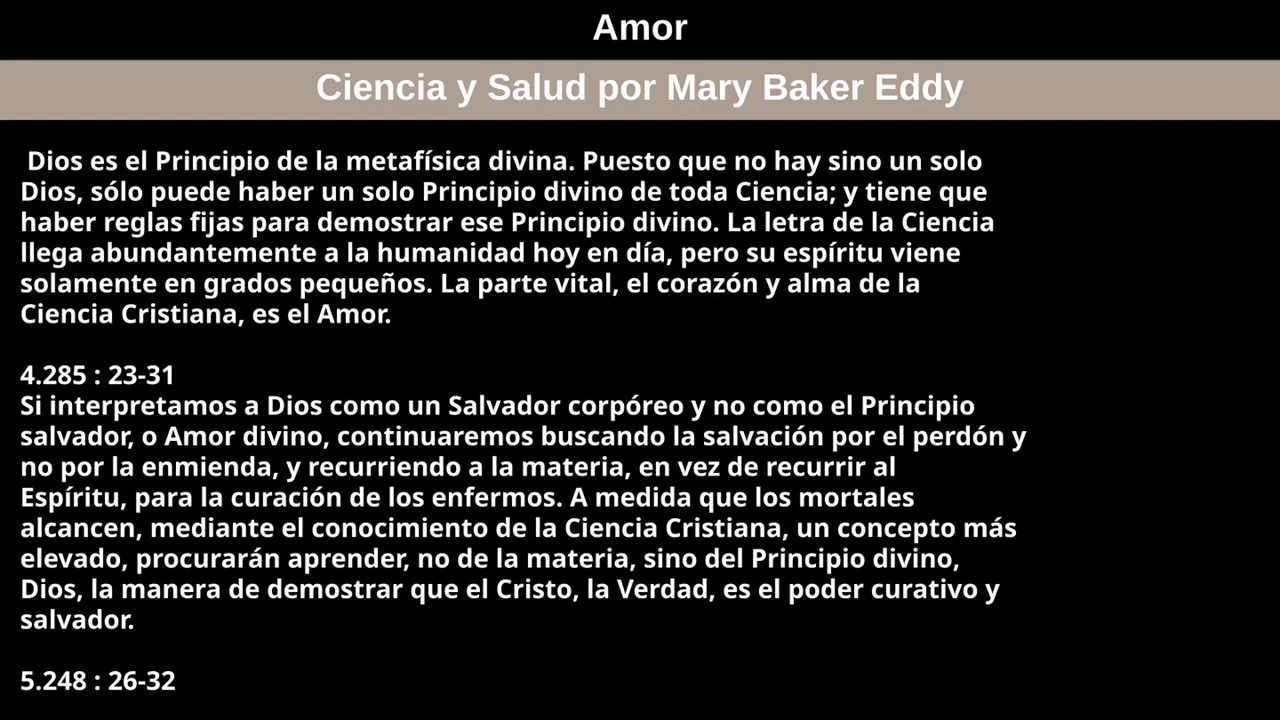 Amor
Ciencia y Salud por Mary Baker Eddy
Dios es el Principio de la metafísica divina. Puesto que no hay sino un solo
Dios, sólo puede haber un solo Principio divino de toda Ciencia; y tiene que
haber reglas fijas para demostrar ese Principio divino. La letra de la Ciencia
llega abundantemente a la humanidad hoy en día, pero su espíritu viene
solamente en grados pequeños. La parte vital, el corazón y alma de la
Ciencia Cristiana, es el Amor.
4.285 : 23-31
Si interpretamos a Dios como un Salvador corpóreo y no como el Principio
salvador, o Amor divino, continuaremos buscando la salvación por el perdón y
no por la enmienda, y recurriendo a la materia, en vez de recurrir al
Espíritu, para la curación de los enfermos. A medida que los mortales
alcancen, mediante el conocimiento de la Ciencia Cristiana, un concepto más
elevado, procurarán aprender, no de la materia, sino del Principio divino,
Dios, la manera de demostrar que el Cristo, la Verdad, es el poder curativo y
salvador.
5.248 : 26-32